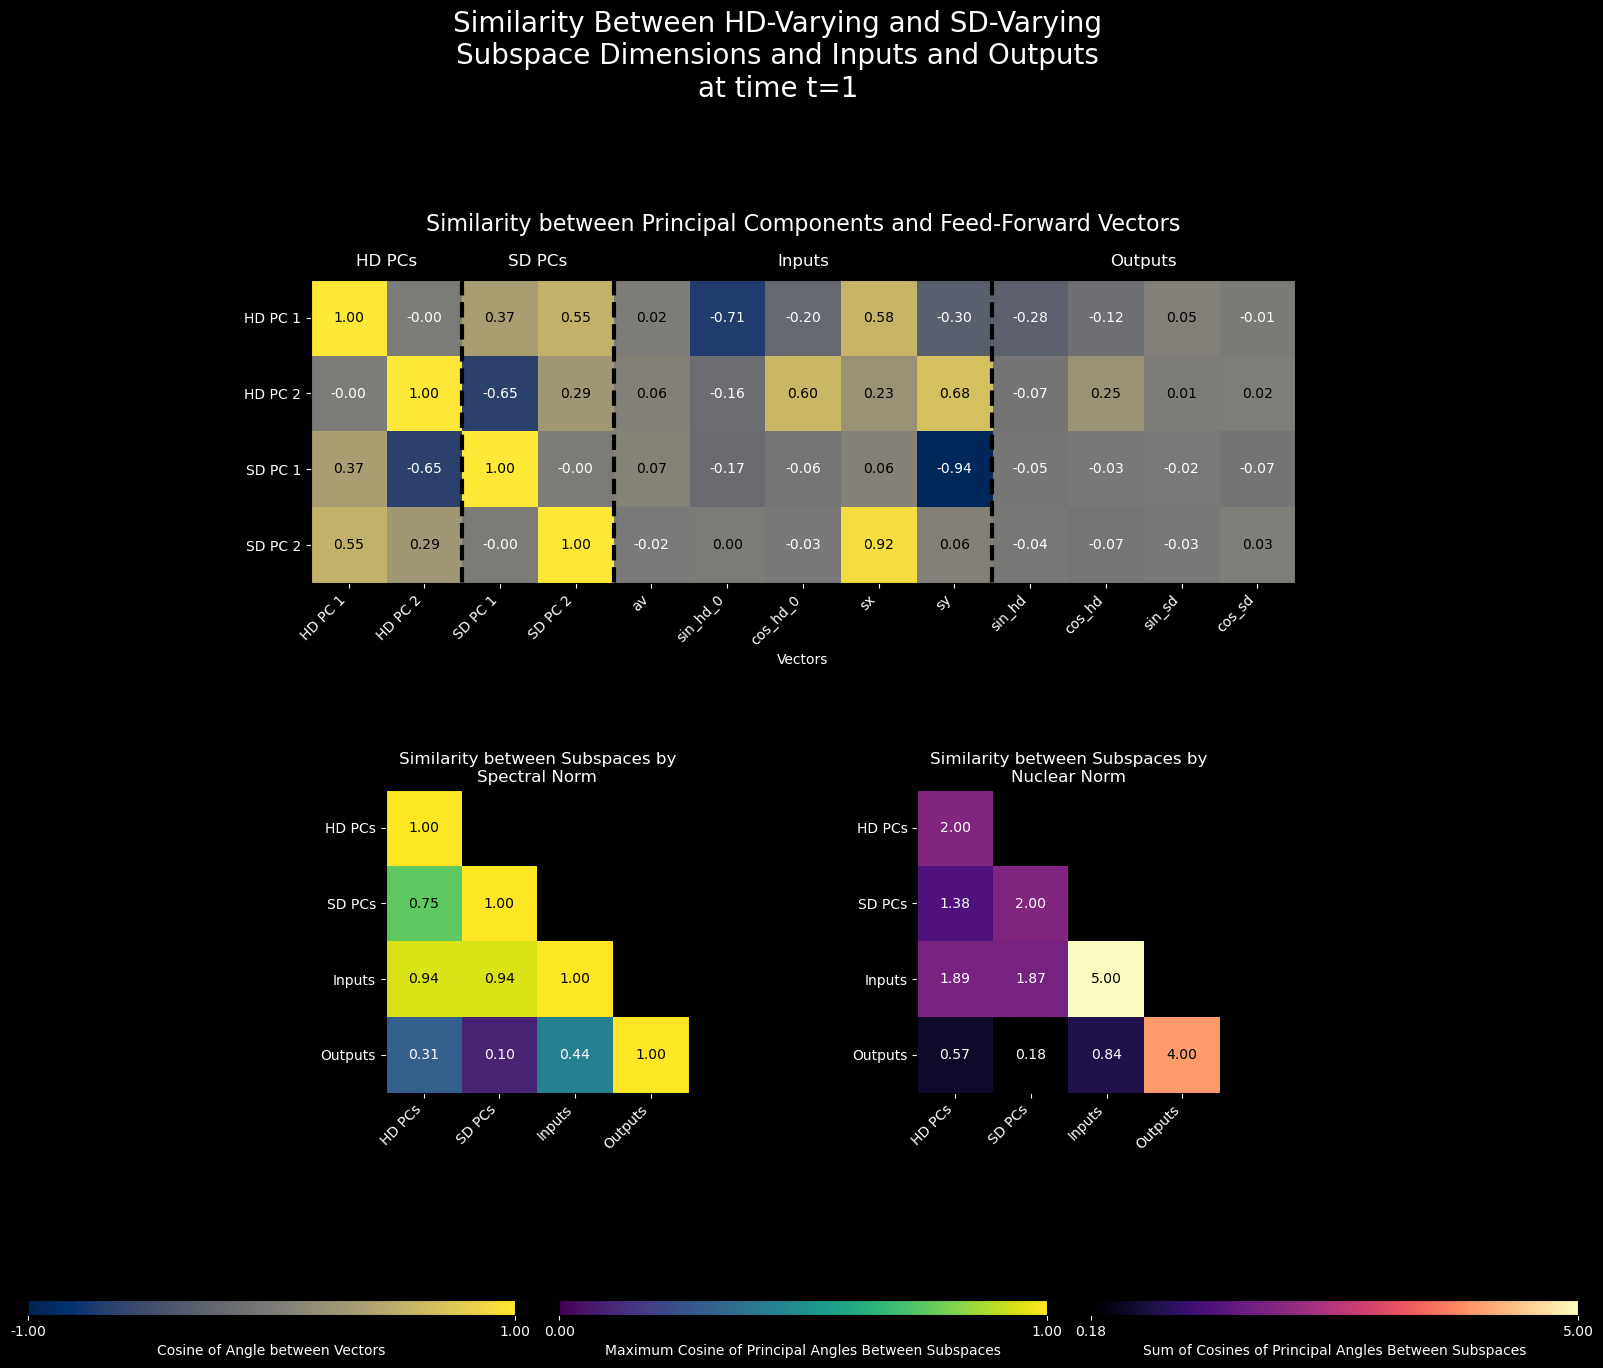 Similarity Between HD-Varying and SD-Varying
Subspace Dimensions and Inputs and Outputs
at time t=1
Similarity between Principal Components and Feed-Forward Vectors
HD PCs SD PCs Inputs Outputs
HD PC 1 1.00 -0.00 0.37 0.55 0.02 -0.71 -0.20 0.58 -0.30 -0.28 -0.12 0.05 -0.01
HD PC 2 -0.00 1.00 -0.65 0.29 0.06 -0.16 0.60 0.23 0.68 -0.07 0.25 0.01 0.02
SD PC 1 0.37 -0.65 1.00 -0.00 0.07 -0.17 -0.06 0.06 -0.94 -0.05 -0.03 -0.02 -0.07
SD PC 2 0.55 0.29 -0.00 1.00 -0.02 0.00 -0.03 0.92 0.06 -0.04 -0.07 -0.03 0.03
HD PC 1 HD PC 2 SD PC 1 SD PC 2 av sin_hd_0 cos_hd_0 sx sy sin_hd cos_hd sin_sd cos_sd
Vectors
Similarity between Subspaces by
Spectral Norm
HD PCs 1.00
SD PCs 0.75 1.00
Inputs 0.94 0.94 1.00
Outputs 0.31 0.10 0.44 1.00
HD PCs SD PCs Inputs Outputs
Similarity between Subspaces by
Nuclear Norm
HD PCs 2.00
SD PCs 1.38 2.00
Inputs 1.89 1.87 5.00
Outputs 0.57 0.18 0.84 4.00
HD PCs SD PCs Inputs Outputs
-1.00 1.00
Cosine of Angle between Vectors
0.00 1.00
Maximum Cosine of Principal Angles Between Subspaces
0.18 5.00
Sum of Cosines of Principal Angles Between Subspaces